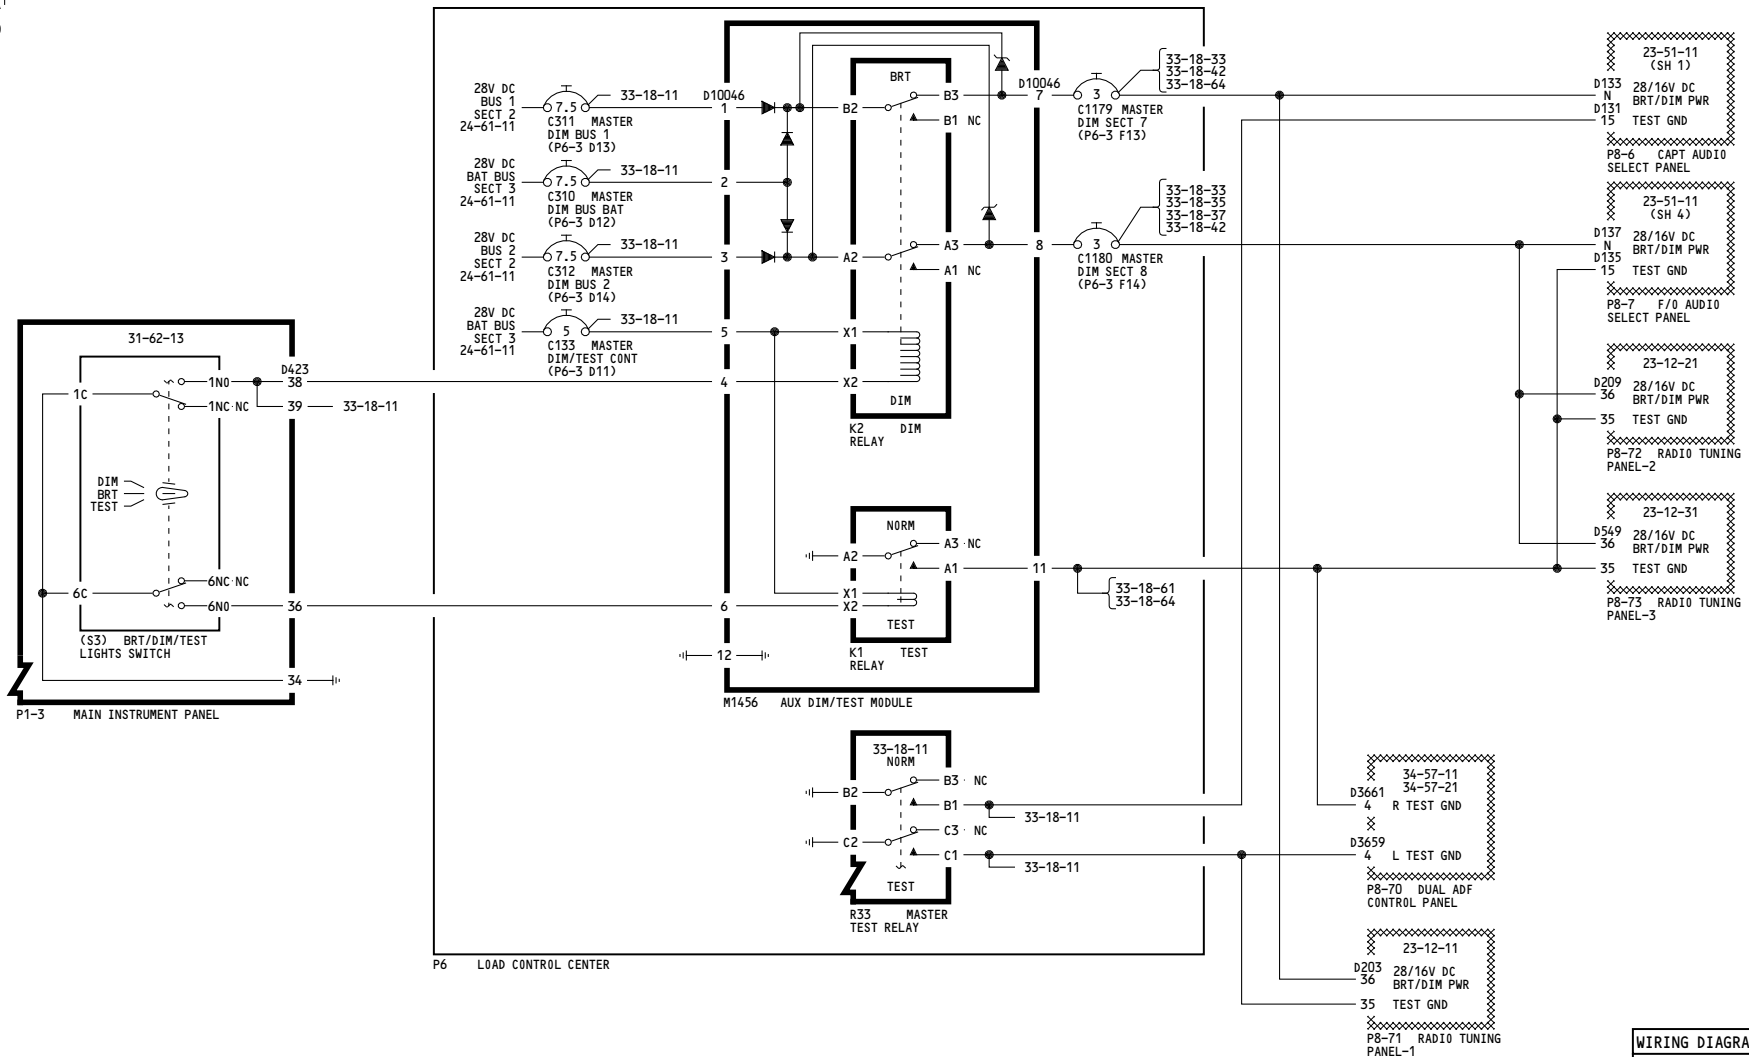 28V DC
BUS 1
SECT 2
24-61-11
7.5
33-18-11
C311 MASTER
DIM BUS 1
(P6-3 D13)
28V DC
BAT BUS
SECT 3
24-61-11
7.5
33-18-11
C310 MASTER
DIM BUS BAT
(P6-3 D12)
28V DC
BUS 2
SECT 2
24-61-11
7.5
33-18-11
C312 MASTER
DIM BUS 2
(P6-3 D14)
28V DC
BAT BUS
SECT 3
24-61-11
5
33-18-11
C133 MASTER
DIM/TEST CONT
(P6-3 D11)
D10046
1
2
3
5
4
6
12
BRT
B2
B3
B1 NC
A2
A3
A1 NC
X1
X2
DIM
K2 DIM
RELAY
NORM
A2
A3 NC
A1
X1
X2
TEST
K1 TEST
RELAY
M1456 AUX DIM/TEST MODULE
D10046
7
8
11
3
C1179 MASTER
DIM SECT 7
(P6-3 F13)
33-18-33
33-18-42
33-18-64
3
C1180 MASTER
DIM SECT 8
(P6-3 F14)
33-18-33
33-18-35
33-18-37
33-18-42
33-18-61
33-18-64
31-62-13
1C
1NO
1NC NC
DIM
BRT
TEST
6C
6NC NC
6NO
(S3) BRT/DIM/TEST
LIGHTS SWITCH
D423
38
39
33-18-11
36
34
P1-3 MAIN INSTRUMENT PANEL
33-18-11
NORM
B2
B3 NC
B1
33-18-11
C2
C3 NC
C1
33-18-11
TEST
R33 MASTER
TEST RELAY
P6 LOAD CONTROL CENTER
23-51-11
(SH 1)
D133
N
28/16V DC
BRT/DIM PWR
D131
15 TEST GND
P8-6 CAPT AUDIO
SELECT PANEL
23-51-11
(SH 4)
D137
N
28/16V DC
BRT/DIM PWR
D135
15 TEST GND
P8-7 F/O AUDIO
SELECT PANEL
23-12-21
D209
36
28/16V DC
BRT/DIM PWR
35 TEST GND
P8-72 RADIO TUNING
PANEL-2
23-12-31
D549
36
28/16V DC
BRT/DIM PWR
35 TEST GND
P8-73 RADIO TUNING
PANEL-3
34-57-11
34-57-21
D3661
4 R TEST GND
D3659
4 L TEST GND
P8-70 DUAL ADF
CONTROL PANEL
23-12-11
D203
36
28/16V DC
BRT/DIM PWR
35 TEST GND
P8-71 RADIO TUNING
PANEL-1
WIRING DIAGRA